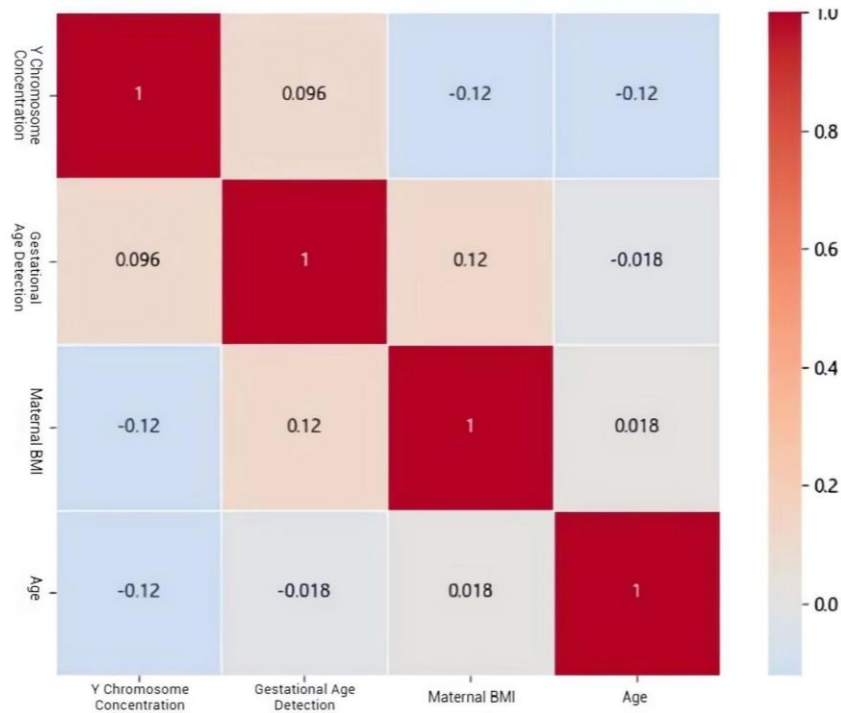 Y Chromosome
Concentration
1
0.096
-0.12
-0.12
Gestational
Age Detection
0.096
1
0.12
-0.018
Maternal BMI
-0.12
0.12
1
0.018
Age
-0.12
-0.018
0.018
1
Y Chromosome
Concentration
Gestational Age
Detection
Maternal BMI
Age
1.0
0.8
0.6
0.4
0.2
0.0